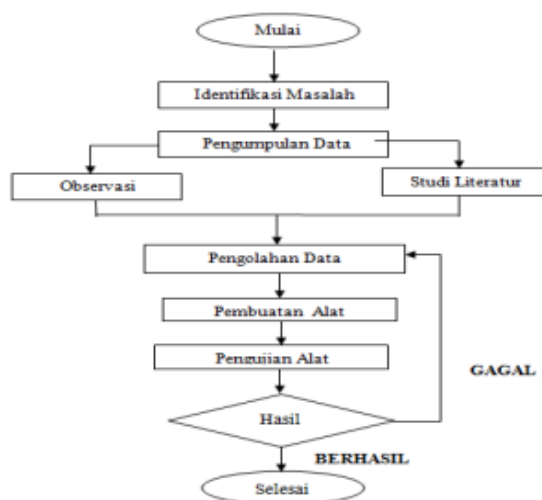 Mulai
Identifikasi Masalah
Pengumpulan Data
Observasi
Studi Literatur
Pengolahan Data
Pembuatan Alat
Pengujian Alat
GAGAL
Hasil
BERHASIL
Selesai